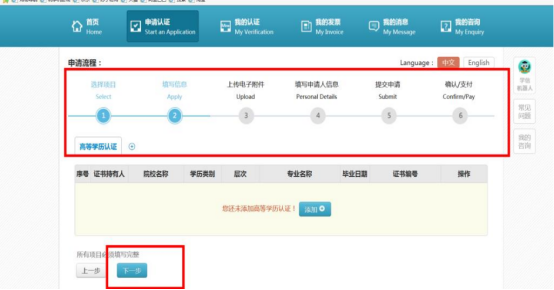 首页 申请认证 我的认证 我的发票 我的消息 我的咨询
Home Start an Application My Verification My Invoice My Message My Enquiry
申请流程： Language： 中文 English
选择项目 填写信息 上传电子附件 填写申请人信息 提交申请 确认/支付
Select Apply Upload Personal Details Submit Confirm/Pay
1 2 3 4 5 6
学信
机器人
常见
问题
我的
咨询
高等学历认证
序号 证书持有人 院校名称 学历类别 层次 专业名称 毕业日期 证书编号 操作
您还未添加高等学历认证！ 添加
所有项目必须填写完整
上一步 下一步